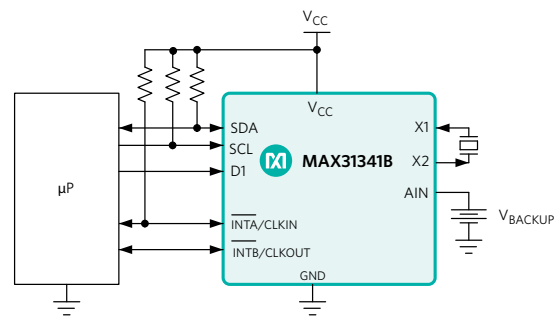 VCC
VCC
SDA
X1
SCL
MAX31341B
X2
D1
µP
AIN
VBACKUP
INTA/CLKIN
INTB/CLKOUT
GND